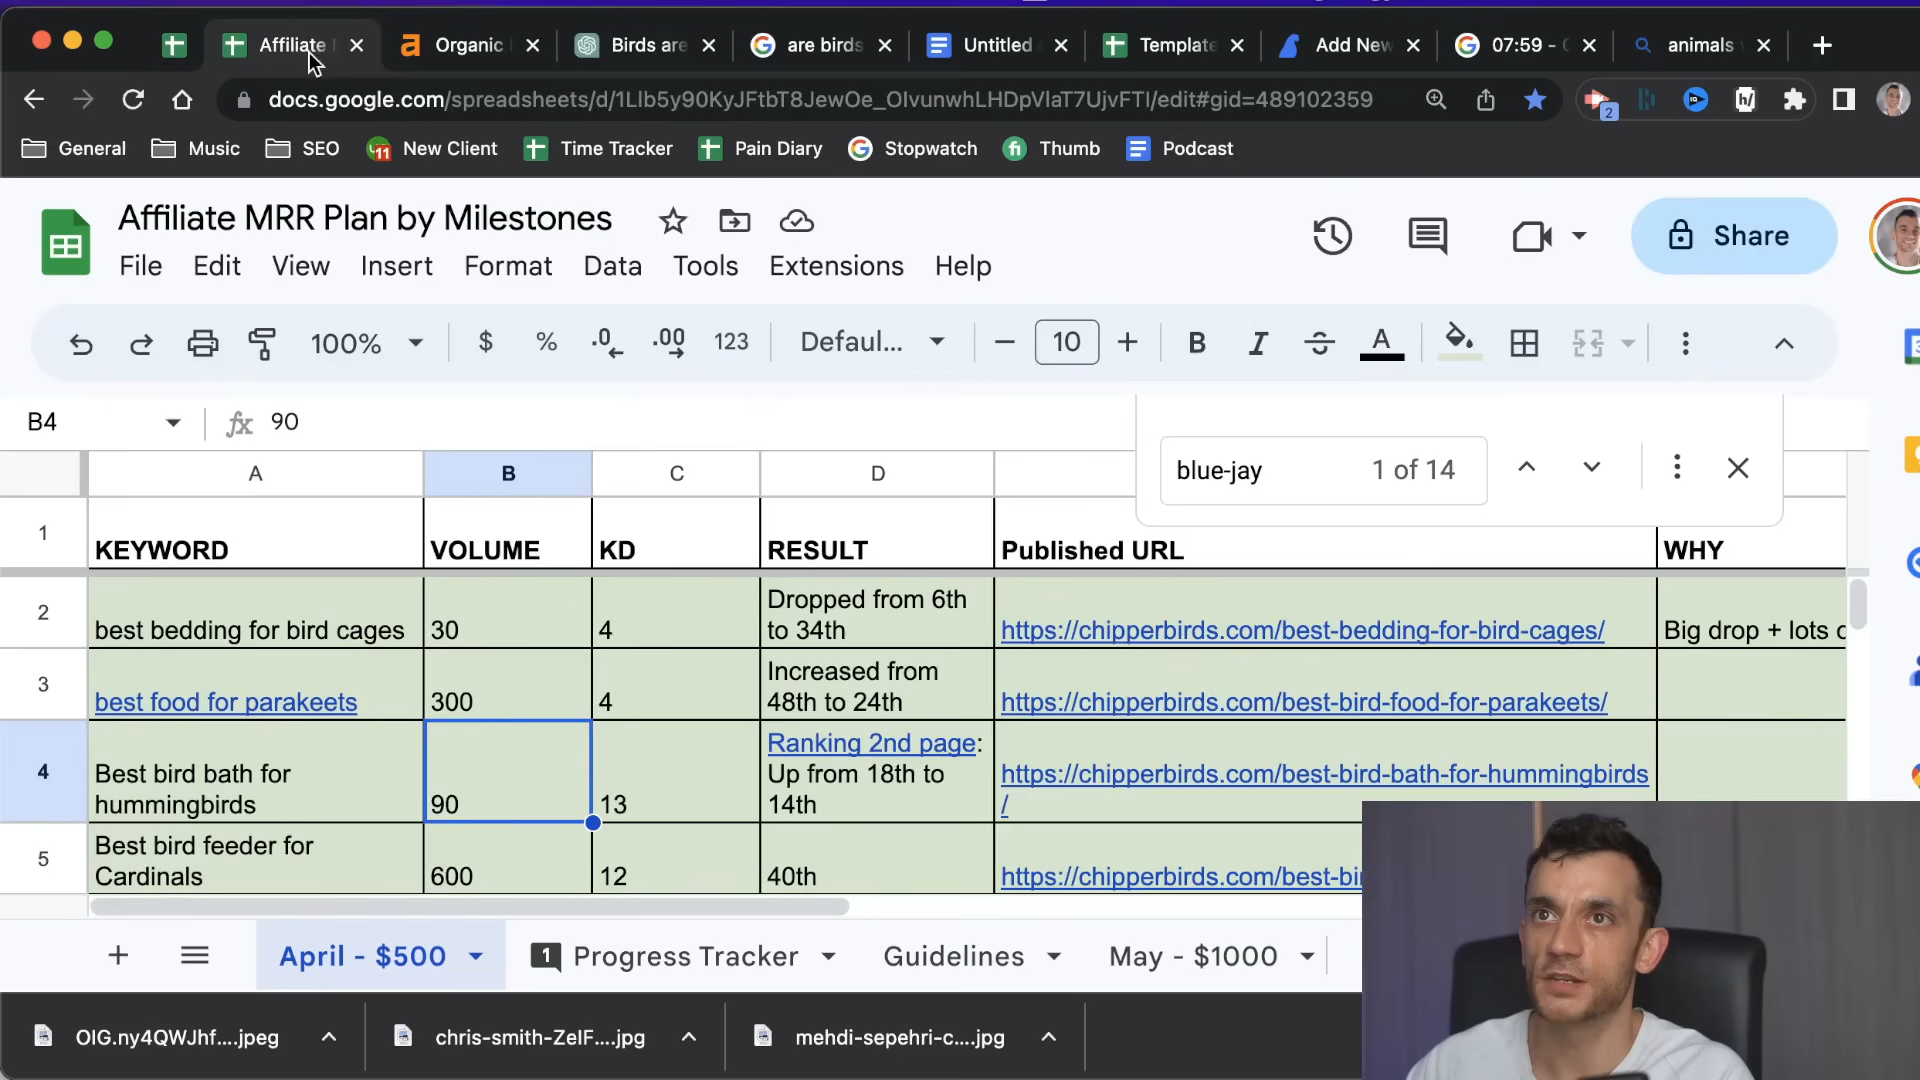 Affiliate
Organic
Birds are
are birds
Untitled
Template
Add New
07:59 -
animals
docs.google.com/spreadsheets/d/1Llb5y90KyJFtbT8JewOe_OIvunwhLHDpVlaT7UjvFTI/edit#gid=489102359
2
General
Music
SEO
11
New Client
Time Tracker
Pain Diary
Stopwatch
Thumb
Podcast
Affiliate MRR Plan by Milestones
Share
File
Edit
View
Insert
Format
Data
Tools
Extensions
Help
100%
$
%
.0
.00
123
Defaul...
10
B
I
A
B4
fx
90
blue-jay
1 of 14
A
B
C
D
1
KEYWORD
VOLUME
KD
RESULT
Published URL
WHY
2
best bedding for bird cages
30
4
Dropped from 6th
to 34th
https://chipperbirds.com/best-bedding-for-bird-cages/
Big drop + lots
3
best food for parakeets
300
4
Increased from
48th to 24th
https://chipperbirds.com/best-bird-food-for-parakeets/
4
Best bird bath for
hummingbirds
90
13
Ranking 2nd page:
Up from 18th to
14th
https://chipperbirds.com/best-bird-bath-for-hummingbirds
/
5
Best bird feeder for
Cardinals
600
12
40th
https://chipperbirds.com/best-bi
April - $500
1
Progress Tracker
Guidelines
May - $1000
OIG.ny4QWJhf....jpeg
chris-smith-ZeIF....jpg
mehdi-sepehri-c....jpg